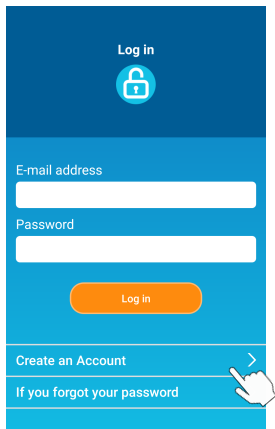 Log in
E-mail address
Password
Log in
Create an Account
If you forgot your password